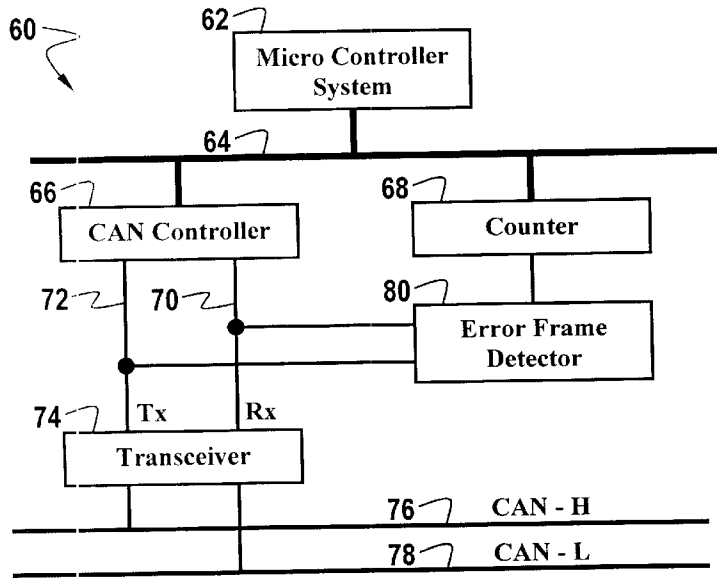 60
62
Micro Controller
System
64
66
CAN Controller
68
Counter
72
70
80
Error Frame
Detector
74
Tx
Rx
Transceiver
76
CAN - H
78
CAN - L